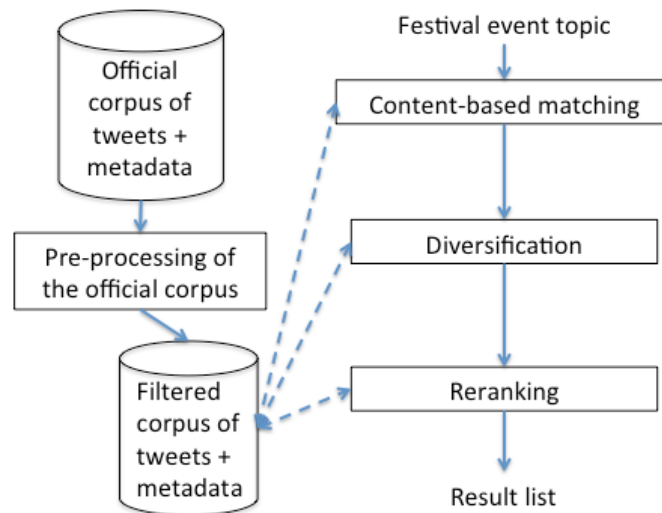 Official
corpus of
tweets +
metadata
Pre-processing of
the official corpus
Filtered
corpus of
tweets +
metadata
Festival event topic
Content-based matching
Diversification
Reranking
Result list